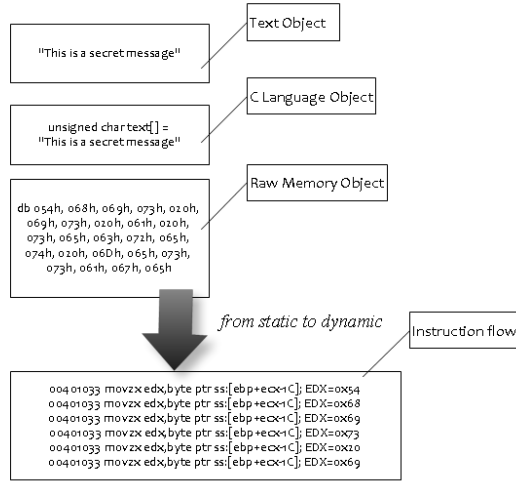 Text Object
"This is a secret message"
C Language Object
unsigned char text[] =
"This is a secret message"
Raw Memory Object
db 054h, 068h, 069h, 073h, 020h,
069h, 073h, 020h, 061h, 020h,
073h, 065h, 063h, 072h, 065h,
074h, 020h, 06Dh, 065h, 073h,
073h, 061h, 067h, 065h
from static to dynamic
Instruction flow
00401033 movzx edx,byte ptr ss:[ebp+ecx-1C]; EDX=0x54
00401033 movzx edx,byte ptr ss:[ebp+ecx-1C]; EDX=0x68
00401033 movzx edx,byte ptr ss:[ebp+ecx-1C]; EDX=0x69
00401033 movzx edx,byte ptr ss:[ebp+ecx-1C]; EDX=0x73
00401033 movzx edx,byte ptr ss:[ebp+ecx-1C]; EDX=0x20
00401033 movzx edx,byte ptr ss:[ebp+ecx-1C]; EDX=0x69